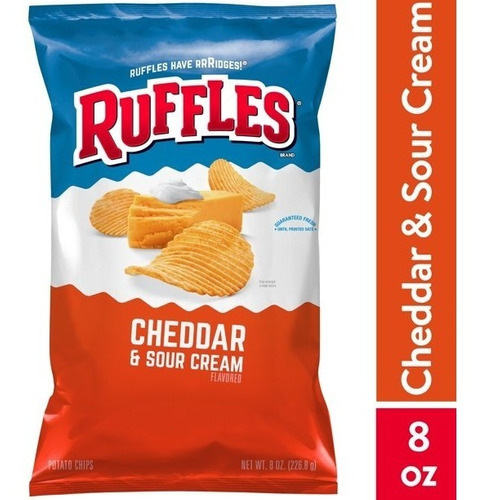 RUFFLES HAVE RRRIDGES!®
RUFFLES®
BRAND
GUARANTEED FRESH
UNTIL PRINTED DATE
CHEDDAR
& SOUR CREAM
FLAVORED
POTATO CHIPS
NET WT. 8 OZ. (226.8 g)
Cheddar & Sour Cream
8
oz